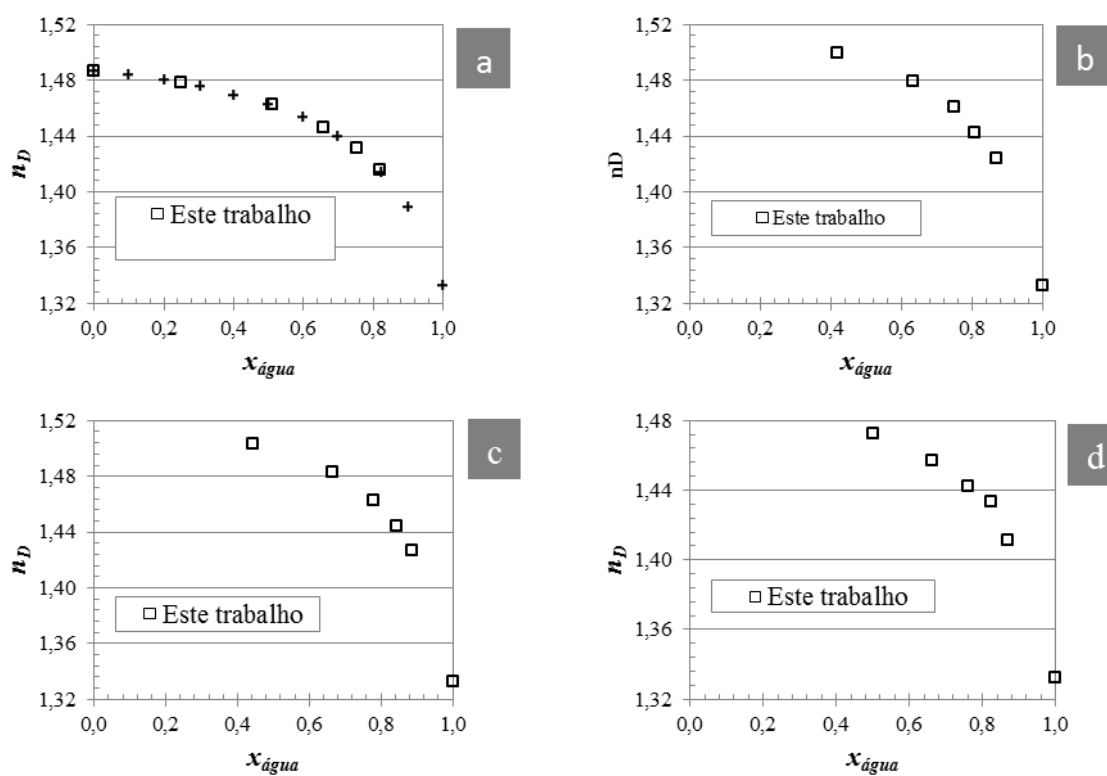 1,52
1,48
1,44
1,40
1,36
1,32
n_D
a
Este trabalho
0,0 0,2 0,4 0,6 0,8 1,0
x_água
1,52
1,48
1,44
1,40
1,36
1,32
nD
b
Este trabalho
0,0 0,2 0,4 0,6 0,8 1,0
x_água
1,52
1,48
1,44
1,40
1,36
1,32
n_D
c
Este trabalho
0,0 0,2 0,4 0,6 0,8 1,0
x_água
1,48
1,44
1,40
1,36
1,32
n_D
d
Este trabalho
0,0 0,2 0,4 0,6 0,8 1,0
x_água